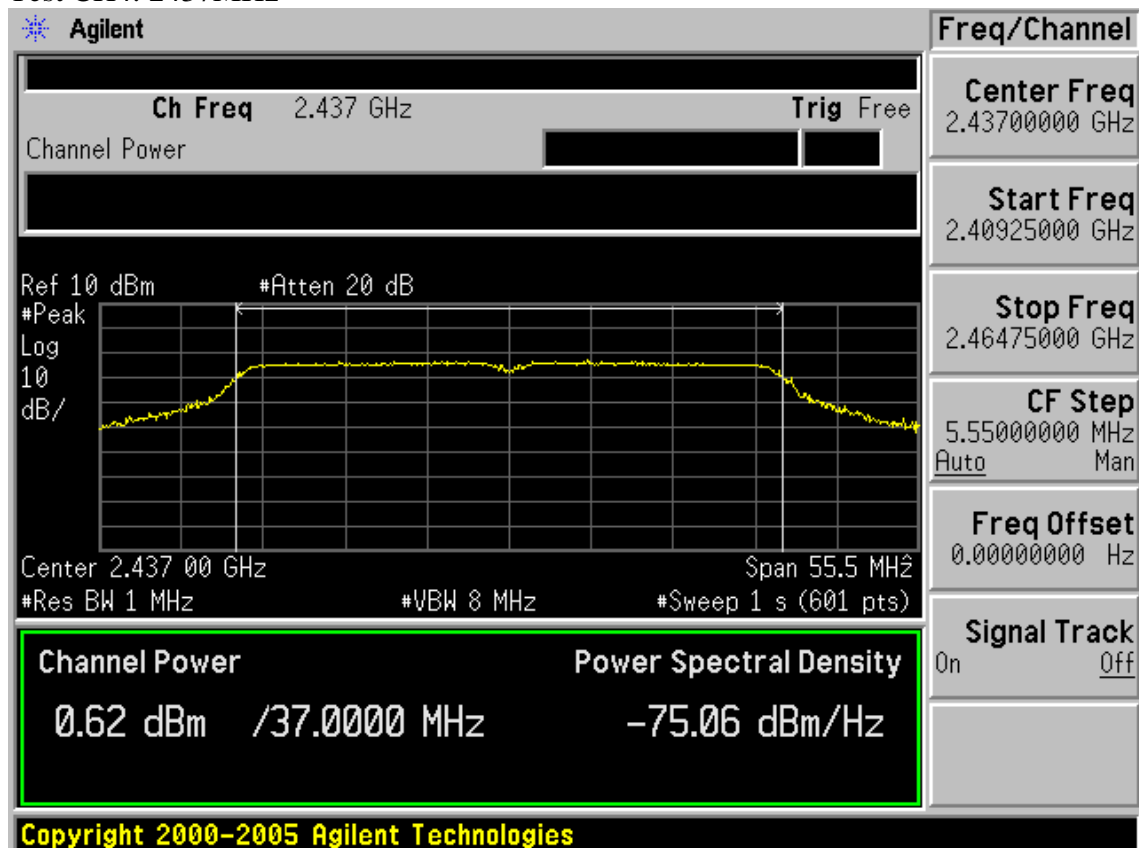 Agilent
Freq/Channel
Ch Freq 2.437 GHz Trig Free
Channel Power
Ref 10 dBm #Atten 20 dB
#Peak
Log
10
dB/
Center 2.437 00 GHz Span 55.5 MHz
#Res BW 1 MHz #VBW 8 MHz #Sweep 1 s (601 pts)
Channel Power Power Spectral Density
0.62 dBm /37.0000 MHz -75.06 dBm/Hz
Center Freq
2.43700000 GHz
Start Freq
2.40925000 GHz
Stop Freq
2.46475000 GHz
CF Step
5.55000000 MHz
Auto Man
Freq Offset
0.00000000 Hz
Signal Track
On Off
Copyright 2000-2005 Agilent Technologies